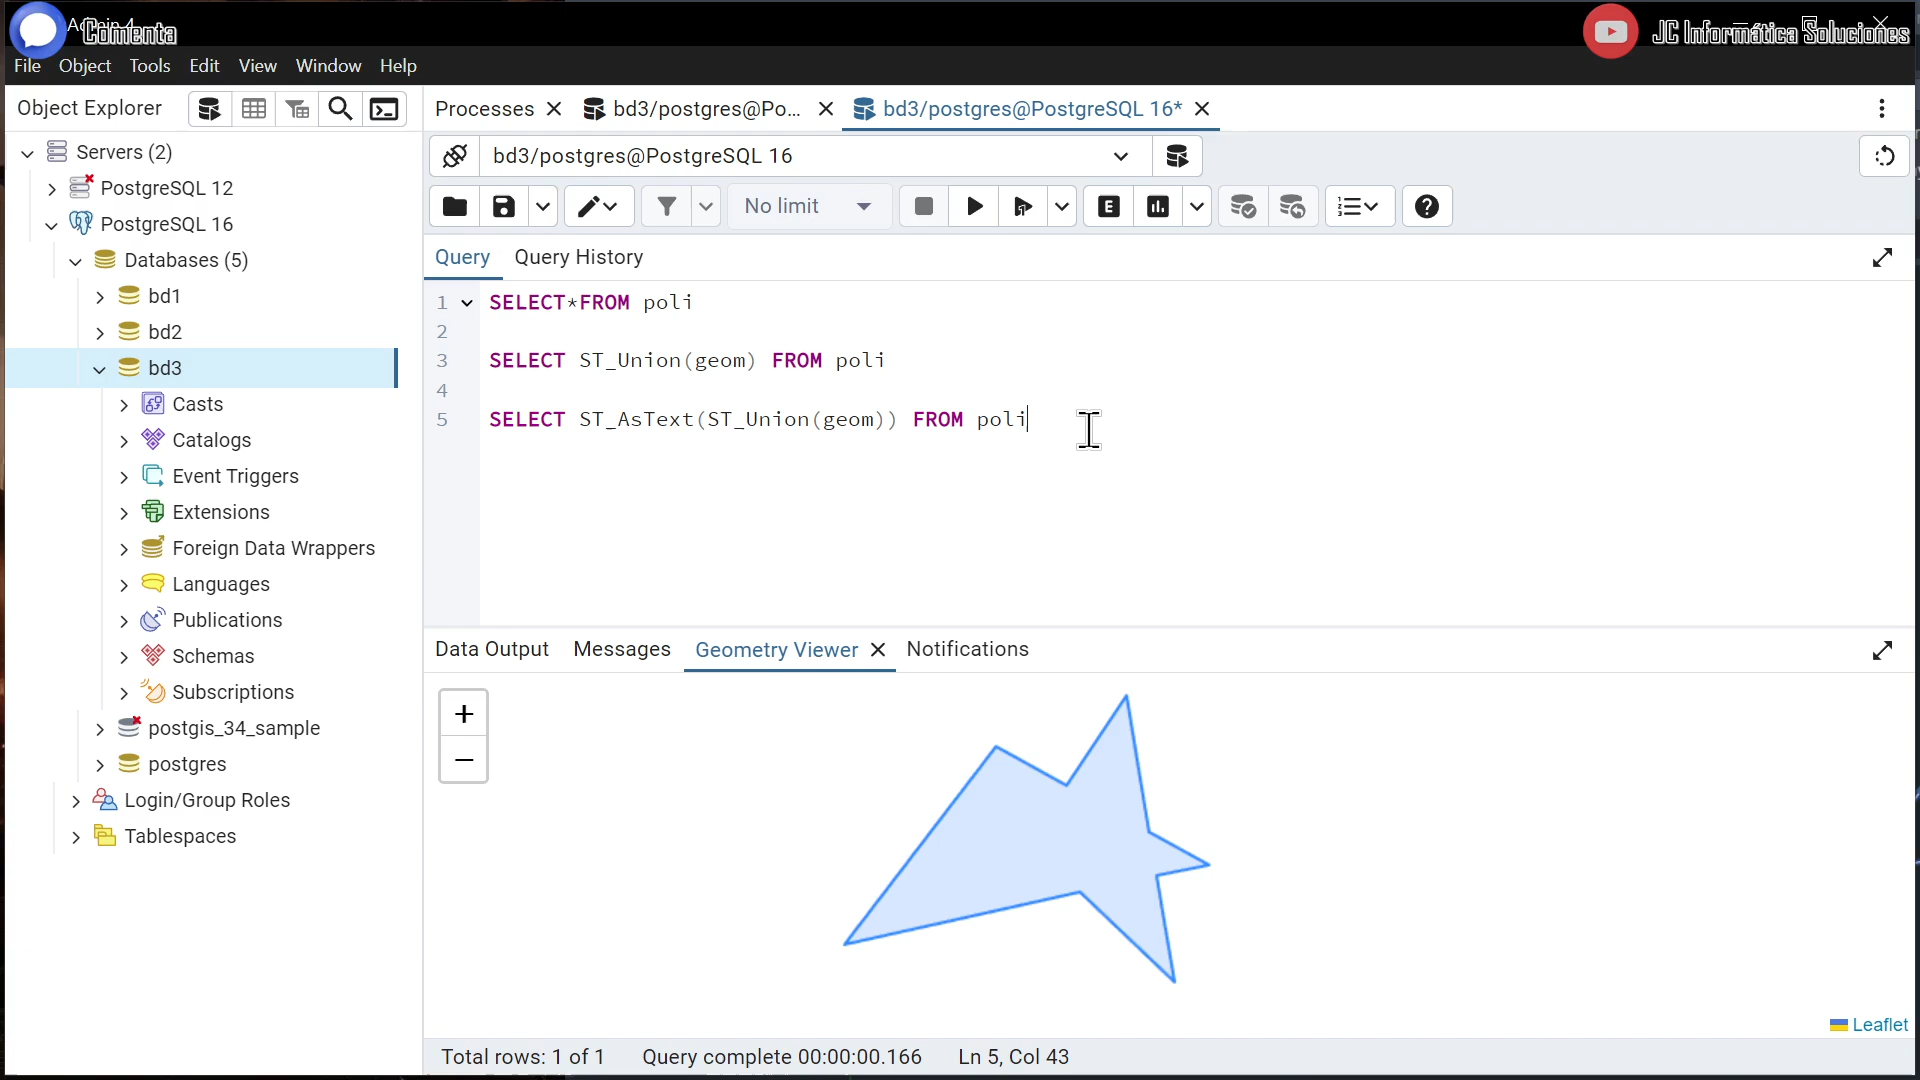 Admin 4
Comenta
JC Informática Soluciones
File Object Tools Edit View Window Help
Object Explorer
Processes
bd3/postgres@Po...
bd3/postgres@PostgreSQL 16*
Servers (2)
PostgreSQL 12
PostgreSQL 16
Databases (5)
bd1
bd2
bd3
Casts
Catalogs
Event Triggers
Extensions
Foreign Data Wrappers
Languages
Publications
Schemas
Subscriptions
postgis_34_sample
postgres
Login/Group Roles
Tablespaces
bd3/postgres@PostgreSQL 16
No limit
E
Query Query History
1 SELECT*FROM poli
2
3 SELECT ST_Union(geom) FROM poli
4
5 SELECT ST_AsText(ST_Union(geom)) FROM poli
Data Output Messages Geometry Viewer Notifications
+
−
Leaflet
Total rows: 1 of 1 Query complete 00:00:00.166 Ln 5, Col 43